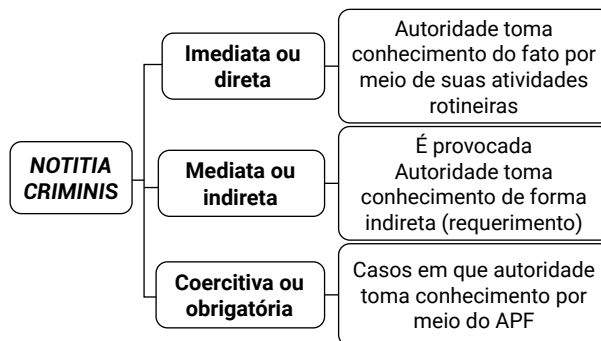 NOTITIA
CRIMINIS
Imediata ou
direta
Autoridade toma
conhecimento do fato por
meio de suas atividades
rotineiras
Mediata ou
indireta
É provocada
Autoridade toma
conhecimento de forma
indireta (requerimento)
Coercitiva ou
obrigatória
Casos em que autoridade
toma conhecimento por
meio do APF